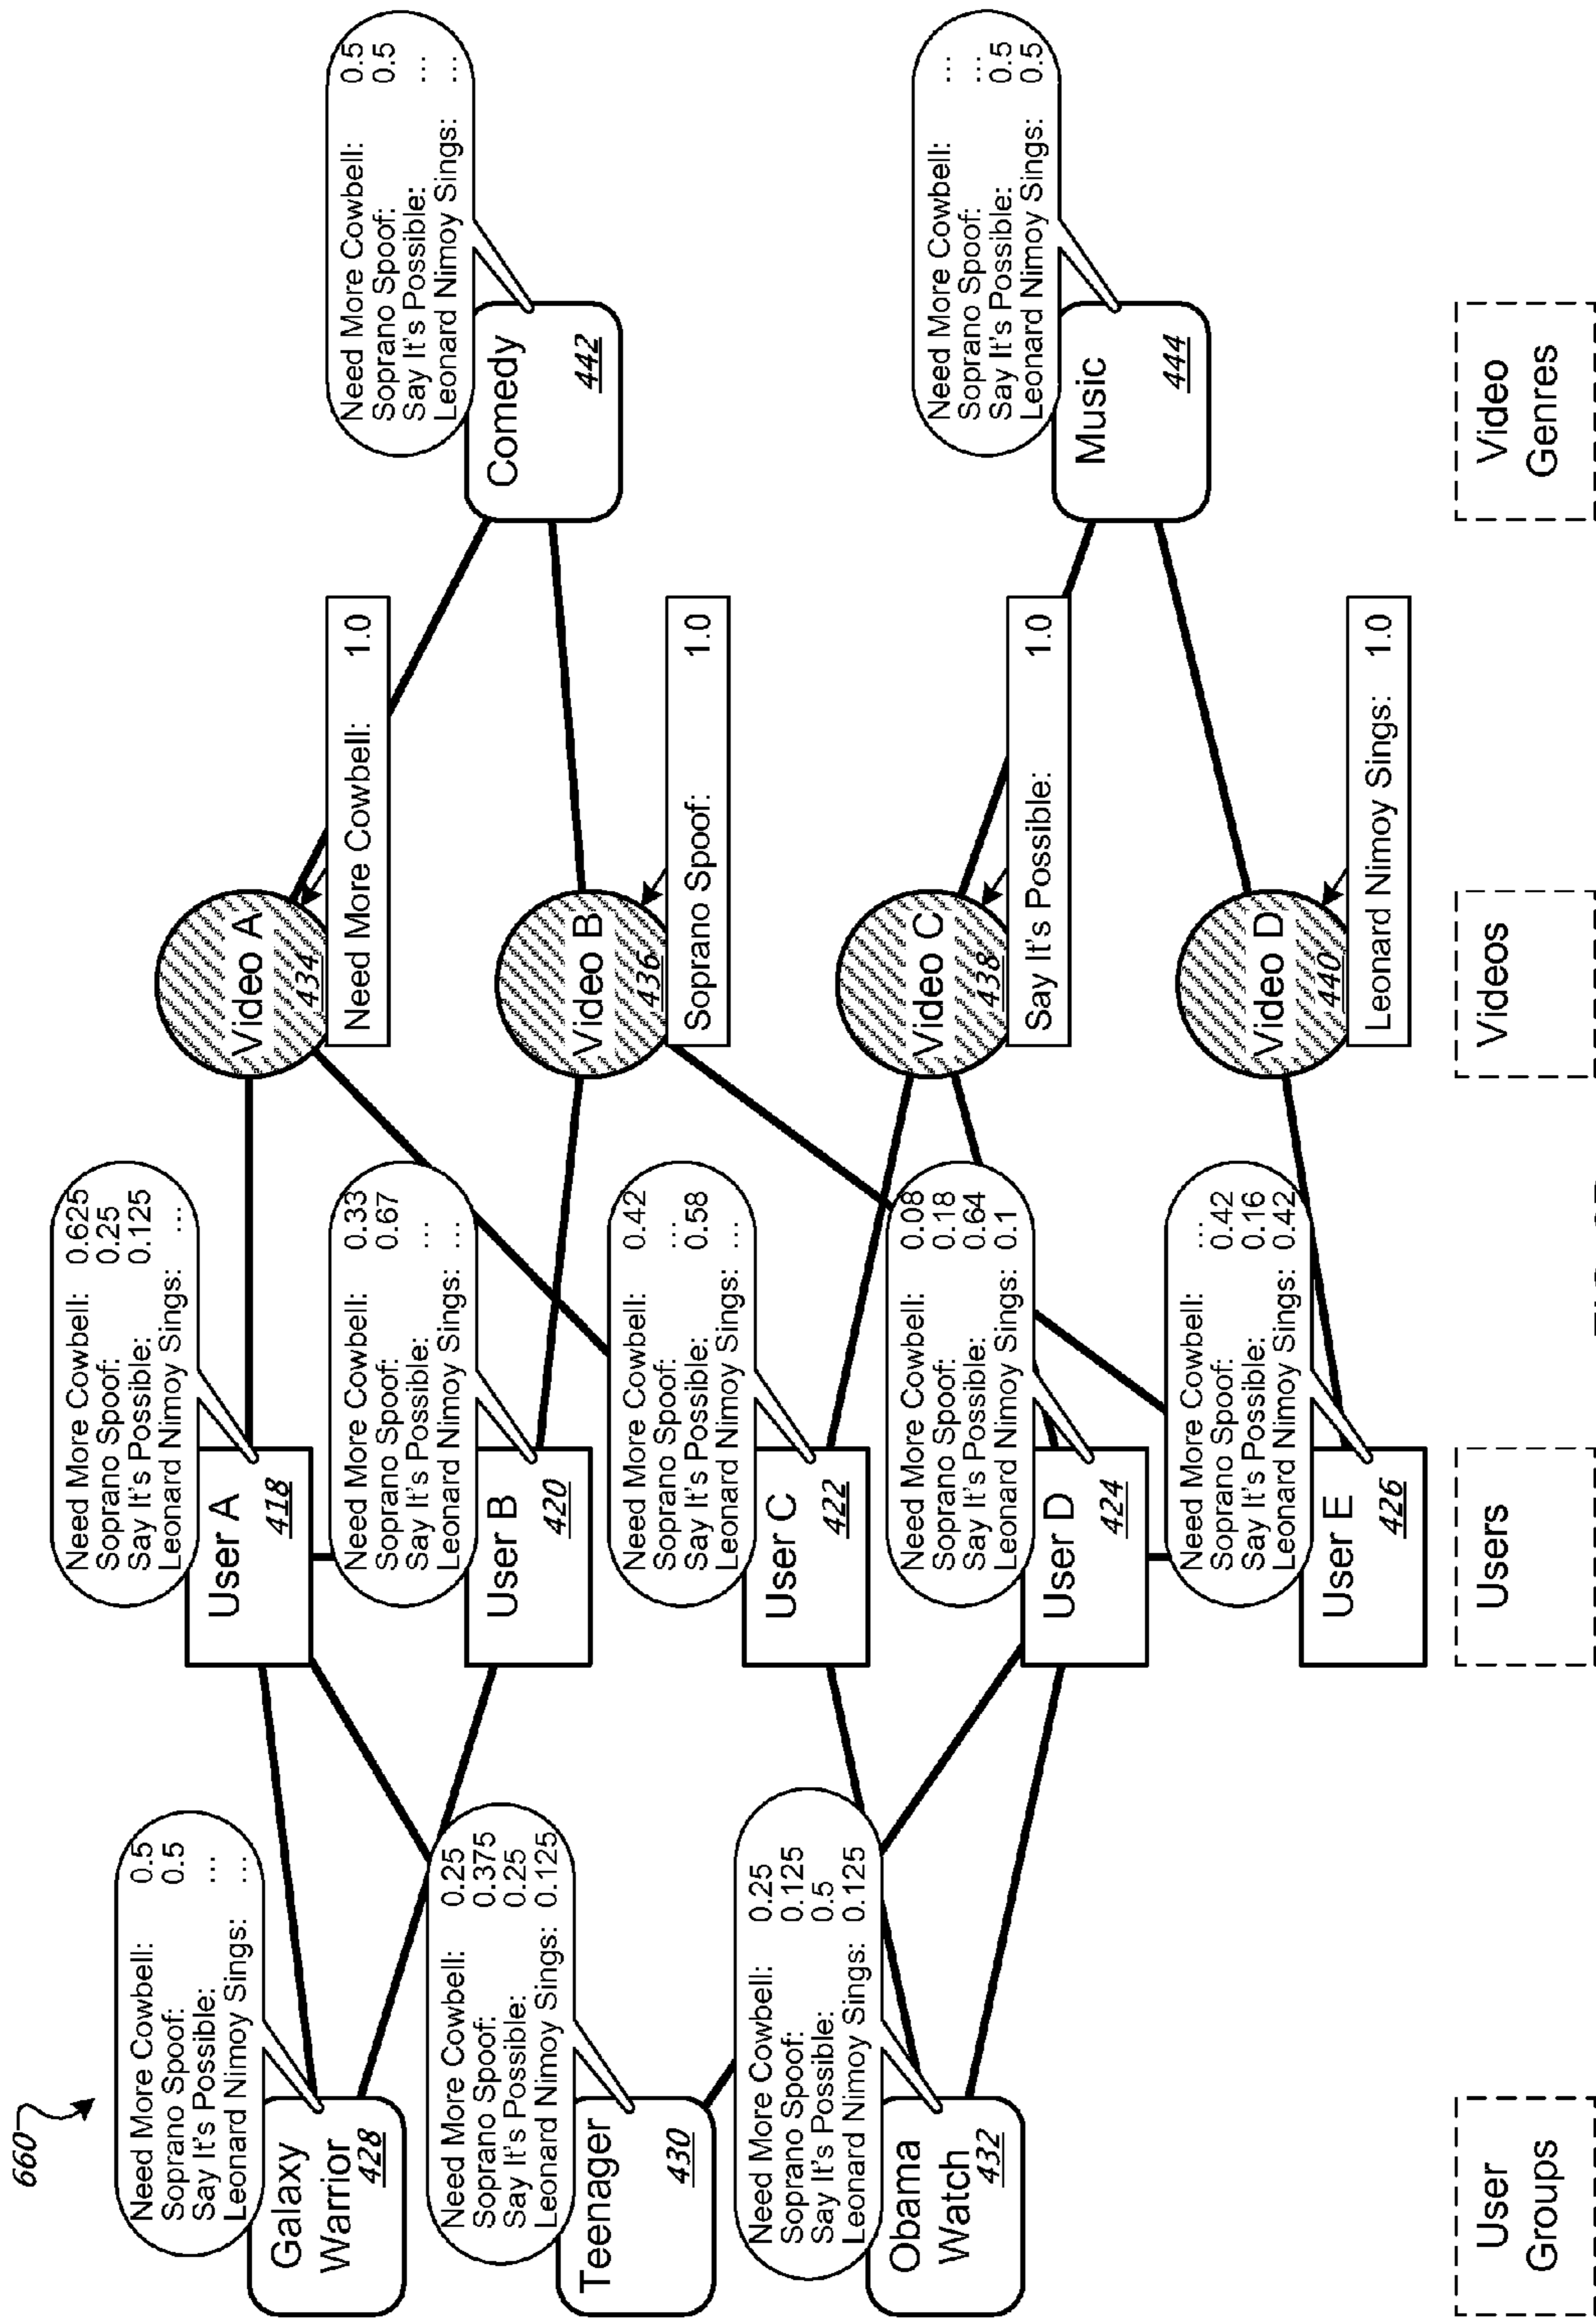 660
Need More Cowbell: 0.5
Soprano Spoof: 0.5
Say It's Possible: ...
Leonard Nimoy Sings: ...
Galaxy
Warrior
428
Need More Cowbell: 0.25
Soprano Spoof: 0.375
Say It's Possible: 0.25
Leonard Nimoy Sings: 0.125
Teenager
430
Need More Cowbell: 0.25
Soprano Spoof: 0.125
Say It's Possible: 0.5
Leonard Nimoy Sings: 0.125
Obama
Watch
432
User
Groups
Need More Cowbell: 0.625
Soprano Spoof: 0.25
Say It's Possible: 0.125
Leonard Nimoy Sings: ...
User A
418
Need More Cowbell: 0.33
Soprano Spoof: 0.67
Say It's Possible: ...
Leonard Nimoy Sings: ...
User B
420
Need More Cowbell: 0.42
Soprano Spoof: ...
Say It's Possible: 0.58
Leonard Nimoy Sings: ...
User C
422
Need More Cowbell: 0.08
Soprano Spoof: 0.18
Say It's Possible: 0.64
Leonard Nimoy Sings: 0.1
User D
424
Need More Cowbell: ...
Soprano Spoof: 0.42
Say It's Possible: 0.16
Leonard Nimoy Sings: 0.42
User E
426
Users
Video A
434
Need More Cowbell: 1.0
Video B
436
Soprano Spoof: 1.0
Video C
438
Say It's Possible: 1.0
Video D
440
Leonard Nimoy Sings: 1.0
Videos
Need More Cowbell: 0.5
Soprano Spoof: 0.5
Say It's Possible: ...
Leonard Nimoy Sings: ...
Comedy
442
Need More Cowbell: ...
Soprano Spoof: ...
Say It's Possible: 0.5
Leonard Nimoy Sings: 0.5
Music
444
Video
Genres